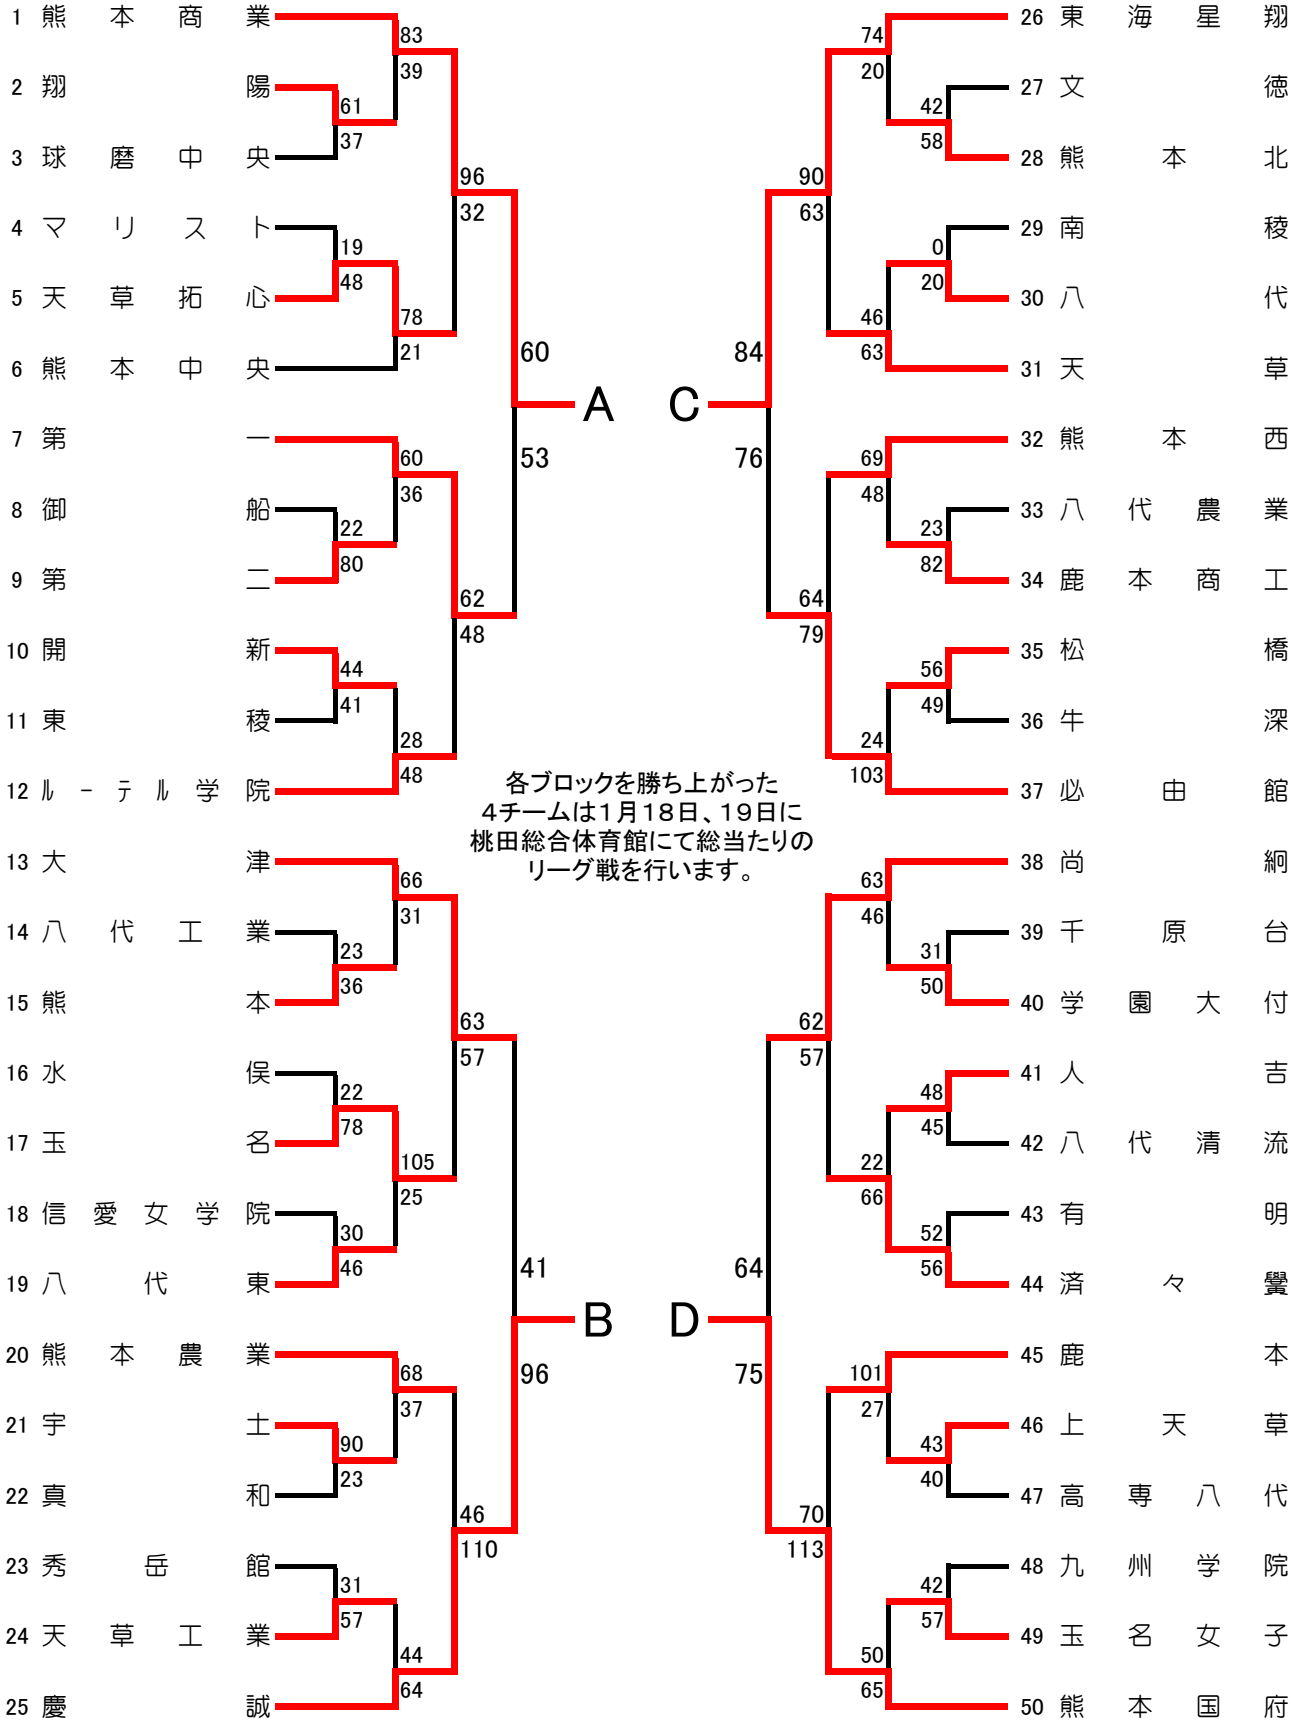 1 熊本商業
83
39
2 翔陽
61
37
3 球磨中央
96
32
4 マリスト
19
48
5 天草拓心
78
21
6 熊本中央
60
A
53
7 第一
60
36
8 御船
22
80
9 第二
62
48
10 開新
44
41
11 東稜
28
48
12 ルーテル学院
13 大津
66
31
14 八代工業
23
36
15 熊本
63
57
16 水俣
22
78
17 玉名
105
25
18 信愛女学院
30
46
19 八代東
41
B
96
20 熊本農業
68
37
21 宇土
90
23
22 真和
46
110
23 秀岳館
31
57
24 天草工業
44
64
25 慶誠
各ブロックを勝ち上がった
4チームは1月18日、19日に
桃田総合体育館にて総当たりの
リーグ戦を行います。
26 東海星翔
74
20
27 文徳
42
58
28 熊本北
90
63
29 南稜
0
20
30 八代
46
63
31 天草
84
C
76
32 熊本西
69
48
33 八代農業
23
82
34 鹿本商工
64
79
35 松橋
56
49
36 牛深
24
103
37 必由館
38 尚絅
63
46
39 千原台
31
50
40 学園大付
62
57
41 人吉
48
45
42 八代清流
22
66
43 有明
52
56
44 済々黌
64
D
75
45 鹿本
101
27
46 上天草
43
40
47 高専八代
70
113
48 九州学院
42
57
49 玉名女子
50
65
50 熊本国府